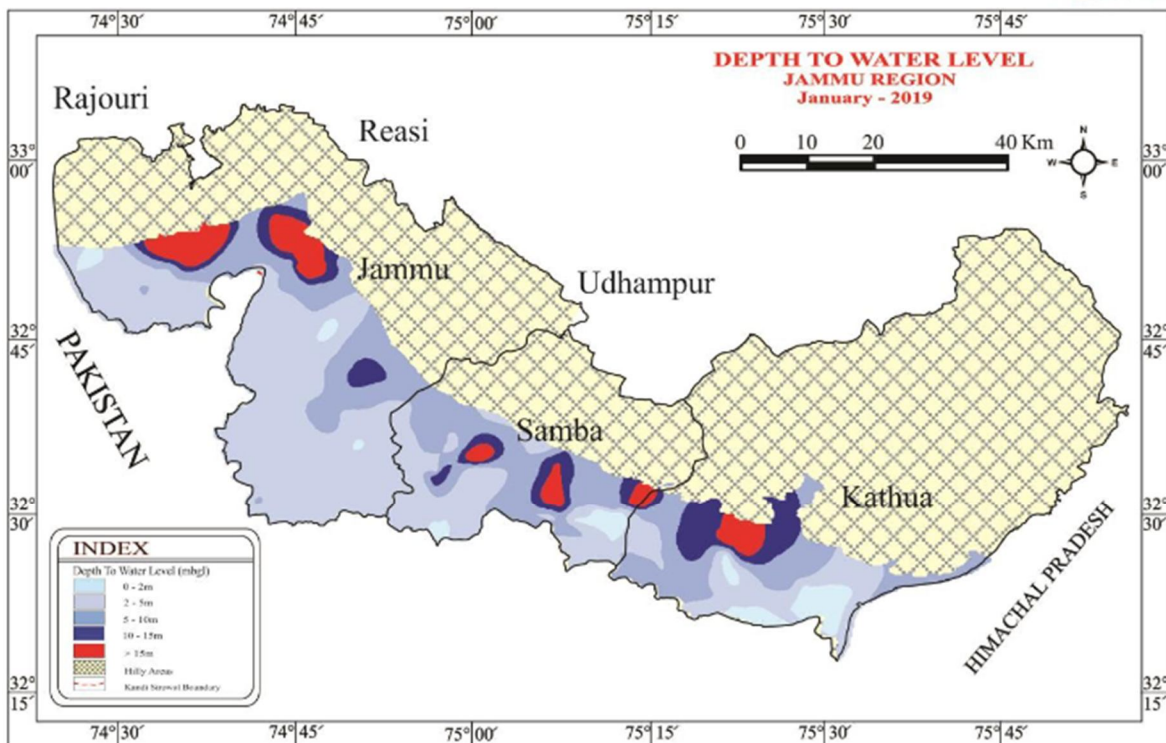 74°30′ 74°45′ 75°00′ 75°15′ 75°30′ 75°45′
DEPTH TO WATER LEVEL
JAMMU REGION
January - 2019
0 10 20 40 Km
N
W E
S
Rajouri
Reasi
33°
00′
33°
00′
Jammu
Udhampur
32°
45′
32°
45′
PAKISTAN
Samba
Kathua
32°
30′
32°
30′
HIMACHAL PRADESH
INDEX
Depth To Water Level (mbgl)
0 - 2m
2 - 5m
5 - 10m
10 - 15m
> 15m
Hilly Areas
Kandi Sirowal Boundary
32°
15′
32°
15′
74°30′ 74°45′ 75°00′ 75°15′ 75°30′ 75°45′